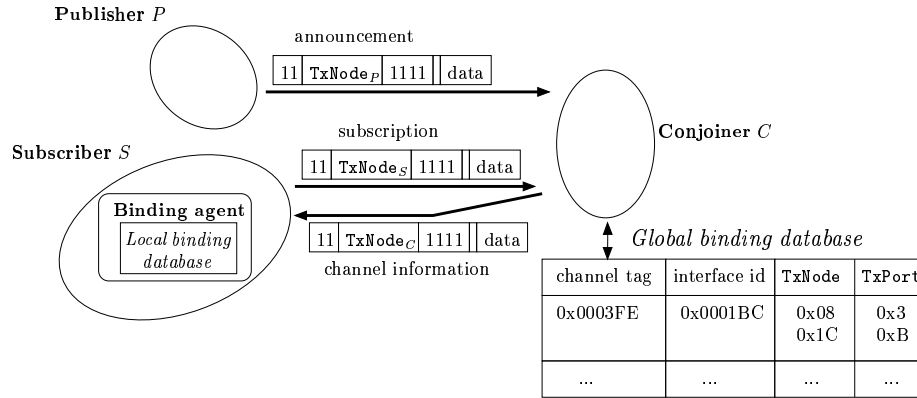 Publisher P
announcement
11 TxNode_P 1111 data
subscription
Conjoiner C
Subscriber S
11 TxNode_S 1111 data
Binding agent
Local binding
database
11 TxNode_C 1111 data
channel information
Global binding database
channel tag interface id TxNode TxPort
0x0003FE 0x0001BC 0x08 0x3
0x1C 0xB
... ... ... ...